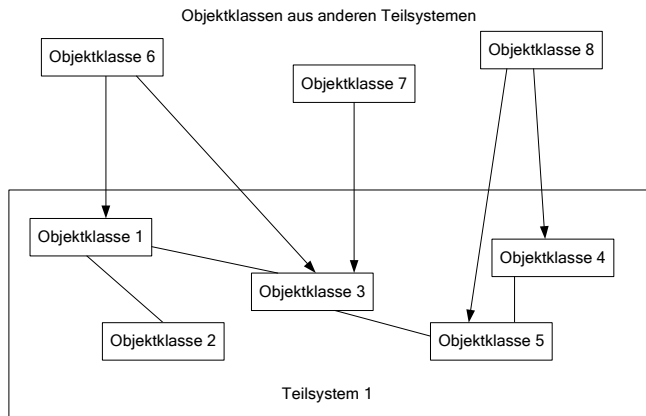 Objektklassen aus anderen Teilsystemen
Objektklasse 6
Objektklasse 8
Objektklasse 7
Objektklasse 1
Objektklasse 4
Objektklasse 3
Objektklasse 2
Objektklasse 5
Teilsystem 1